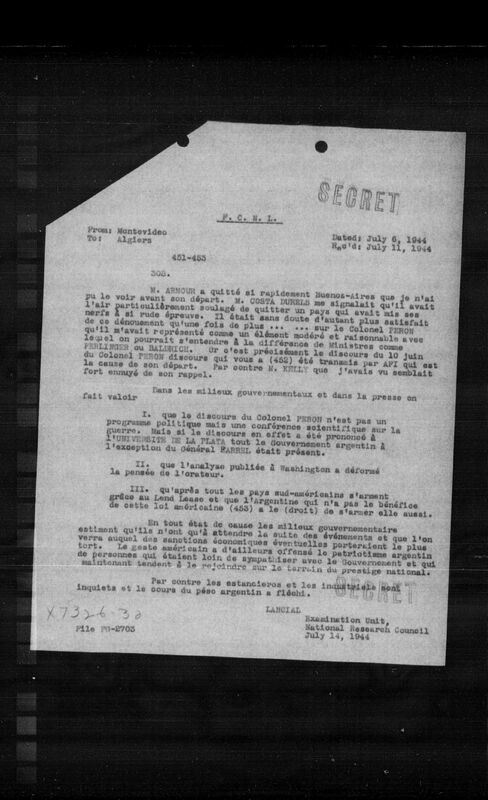 SECRET
F. C. N. L.
From: Montevideo
To: Algiers
Dated: July 6, 1944
Rec'd: July 11, 1944
451-453
303.
M. ARMOUR a quitté si rapidement Buenos-Aires que je n'ai
pu le voir avant son départ. M. COSTA DURELS me signalait qu'il avait
l'air particulièrement soulagé de quitter un pays qui avait mis ses
nerfs à si rude épreuve. Il était sans doute d'autant plus satisfait
de ce dénouement qu'une fois de plus ... ... sur le Colonel PERON
qu'il m'avait représenté comme un élément modéré et raisonnable avec
lequel on pourrait s'entendre à la différence de Ministres comme
PERLINGER ou BALDRICH. Or c'est précisément le discours du 10 juin
du Colonel PERON discours qui vous a (452) été transmis par AFI qui est
la cause de son départ. Par contre M. KELLY que j'avais vu semblait
fort ennuyé de son rappel.
Dans les milieux gouvernementaux et dans la presse on
fait valoir
I. que le discours du Colonel PERON n'est pas un
programme politique mais une conférence scientifique sur la
guerre. Mais si la discours en effet a été prononcé à
l'UNIVERSITE DE LA PLATA tout le Gouvernement argentin à
l'exception du Général FARREL était présent.
II. que l'analyse publiée à Washington a déformé
la pensée de l'orateur.
III. qu'après tout les pays sud-américains s'arment
grâce au Lend Lease et que l'Argentine qui n'a pas le bénéfice
de cette loi américaine (453) a le (droit) de s'armer elle aussi.
En tout état de cause les milieux gouvernementaire
estiment qu'ils n'ont qu'à attendre la suite des événements et que l'on
verra auquel des sanctions économiques éventuelles porteraient le plus
tort. Le geste américain a d'ailleurs offensé le patriotisme argentin
de personnes qui étaient loin de sympathiser avec le Gouvernement et qui
maintenant tendent à le rejoindre sur le terrain du prestige national.
Par contre les estancieros et les industriels sont
inquiets et le cours du péso argentin a fléchi.
SECRET
LANCIAL
X7326-30
File FG-2703
Examination Unit,
National Research Council
July 14, 1944